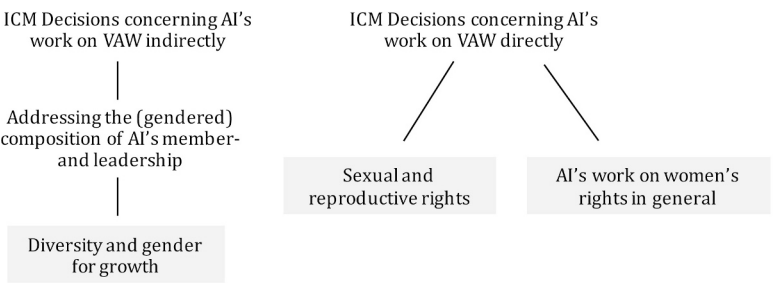 ICM Decisions concerning AI's
work on VAW indirectly
Addressing the (gendered)
composition of AI's member-
and leadership
Diversity and gender
for growth
ICM Decisions concerning AI's
work on VAW directly
Sexual and
reproductive rights
AI's work on women's
rights in general